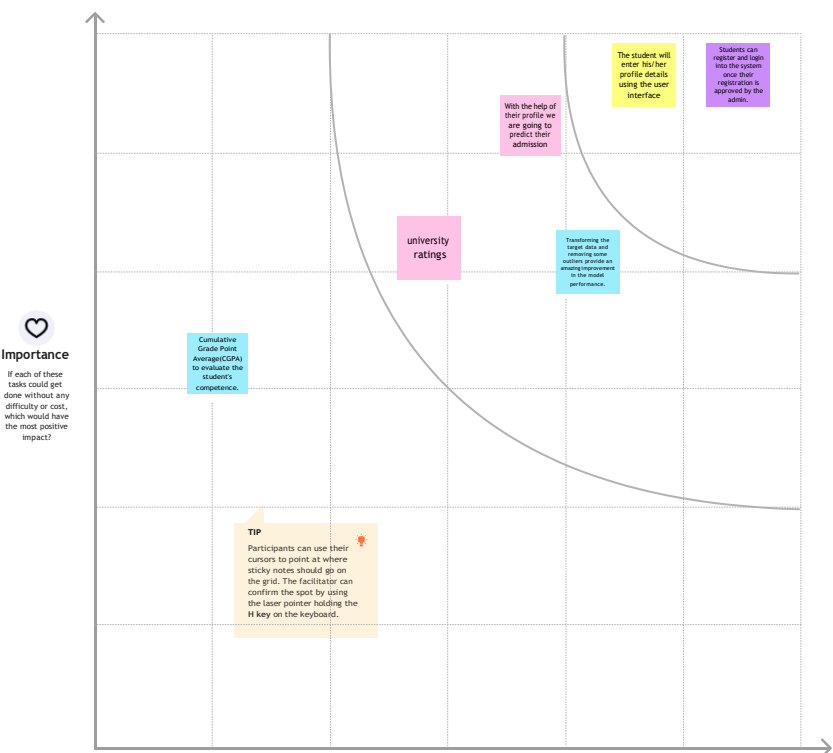 The student will
enter his/her
profile details
using the user
interface
Students can
register and login
into the system
once their
registration is
approved by the
admin.
With the help of
their profile we
are going to
predict their
admission
university
ratings
Transforming the
target data and
removing some
outliers provide an
amazing improvement
in the model
performance.
Cumulative
Grade Point
Average(CGPA)
to evaluate the
student's
competence.
Importance
If each of these
tasks could get
done without any
difficulty or cost,
which would have
the most positive
impact?
TIP
Participants can use their
cursors to point at where
sticky notes should go on
the grid. The facilitator can
confirm the spot by using
the laser pointer holding the
H key on the keyboard.